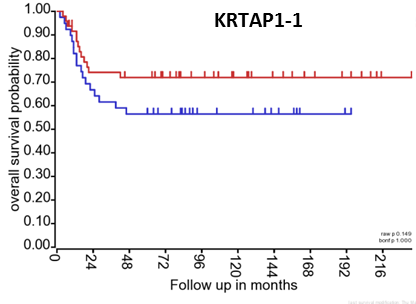 KRTAP1-1
overall survival probability
1.00
0.90
0.80
0.70
0.60
0.50
0.40
0.30
0.20
0.10
0.00
raw p 0.149
bonf p 1.000
0 24 48 72 96 120 144 168 192 216
Follow up in months